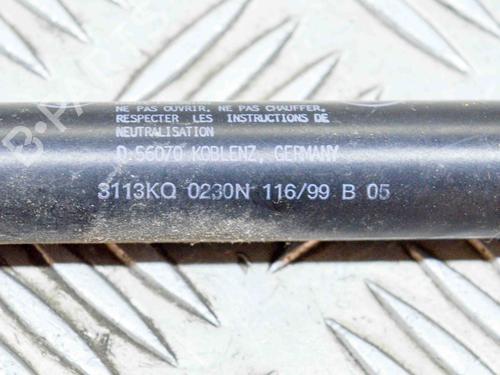 B-PARTS
NE PAS OUVRIR. NE PAS CHAUFFER.
RESPECTER LES INSTRUCTIONS DE
NEUTRALISATION
D-56070 KOBLENZ, GERMANY
3113KQ 0230N 116/99 B 05